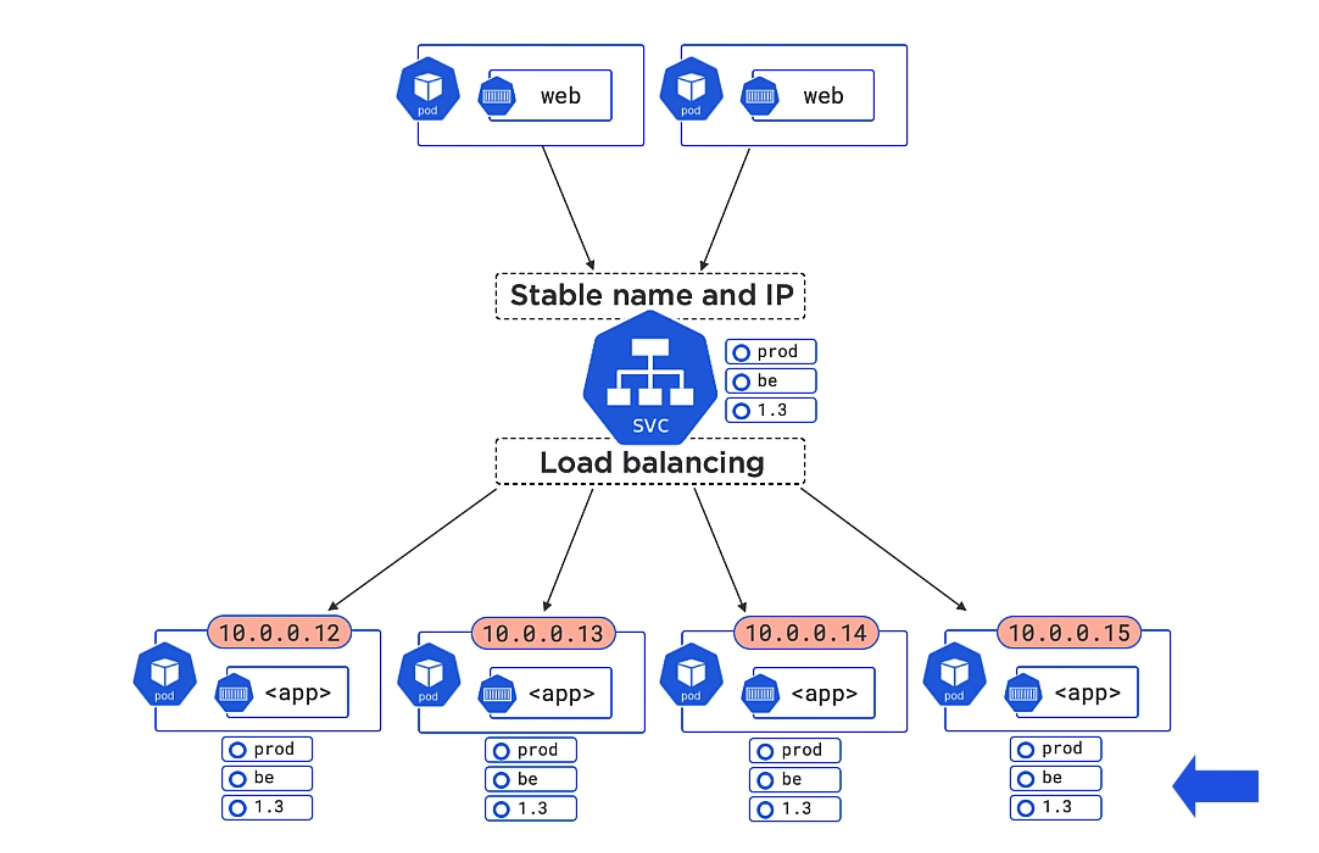 pod
web
pod
web
Stable name and IP
svc
prod
be
1.3
Load balancing
10.0.0.12
pod
<app>
prod
be
1.3
10.0.0.13
pod
<app>
prod
be
1.3
10.0.0.14
pod
<app>
prod
be
1.3
10.0.0.15
pod
<app>
prod
be
1.3